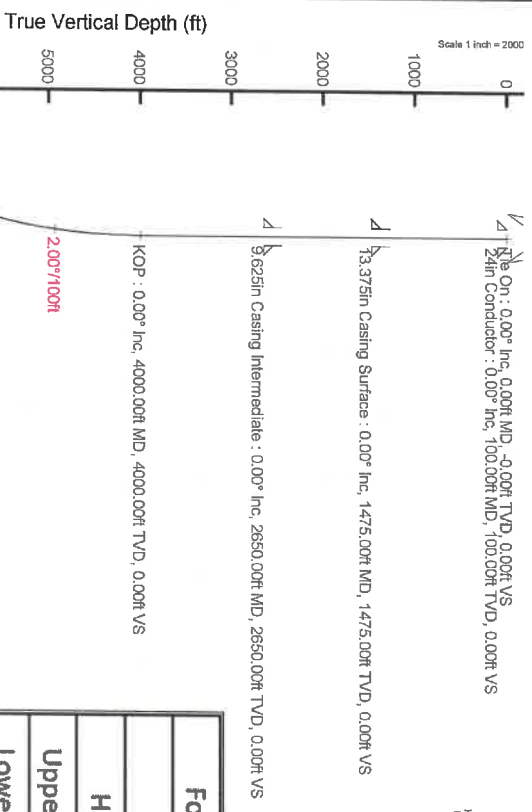 True Vertical Depth (ft)
Scale 1 inch = 2000
0
1000
2000
3000
4000
5000
Tie On : 0.00° Inc, 0.00ft MD, -0.00ft TVD, 0.00ft VS
24in Conductor : 0.00° Inc, 100.00ft MD, 100.00ft TVD, 0.00ft VS
13.375in Casing Surface : 0.00° Inc, 1475.00ft MD, 1475.00ft TVD, 0.00ft VS
9.625in Casing Intermediate : 0.00° Inc, 2650.00ft MD, 2650.00ft TVD, 0.00ft VS
KOP : 0.00° Inc, 4000.00ft MD, 4000.00ft TVD, 0.00ft VS
2.00°/100ft
Fo
H
Uppe
Lowe